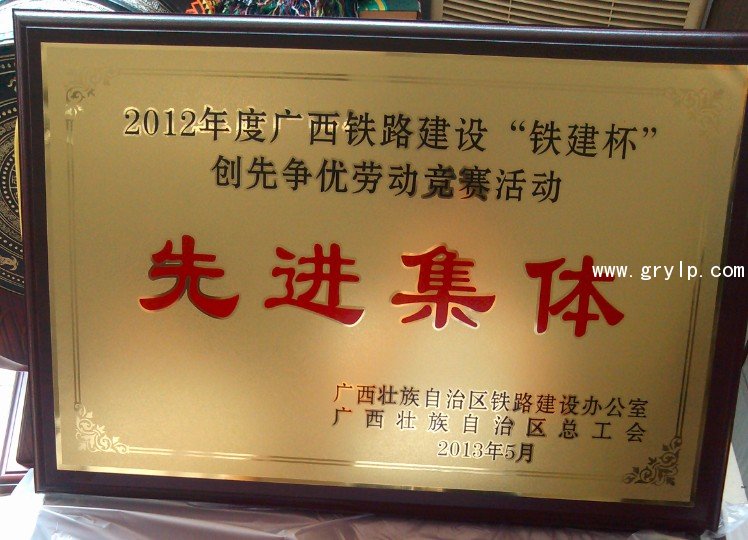 2012年度广西铁路建设“铁建杯”
创先争优劳动竞赛活动
先进集体
www.grylp.com
广西壮族自治区铁路建设办公室
广西壮族自治区总工会
2013年5月